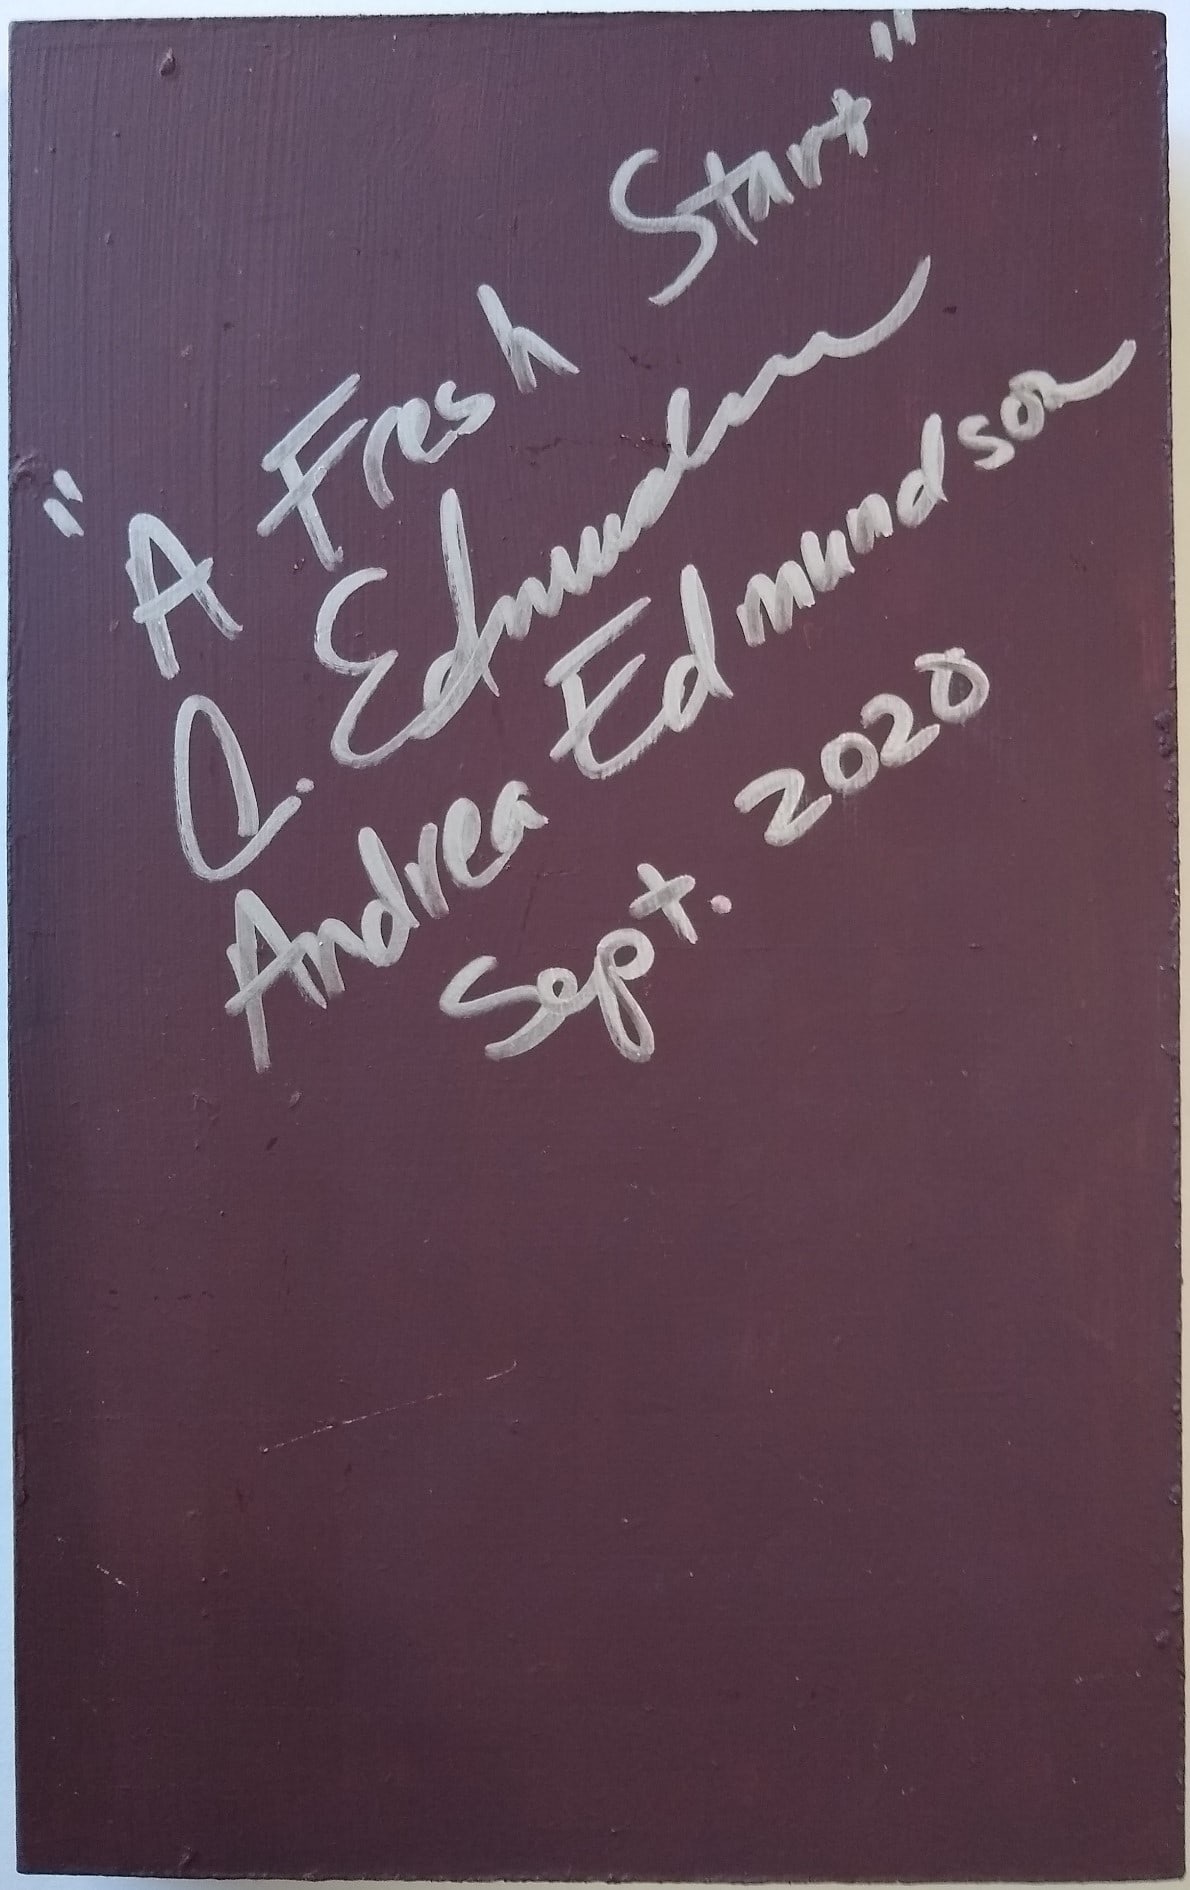 "A Fresh Start"
A. Edmundson
Andrea Edmundson
Sept. 2020